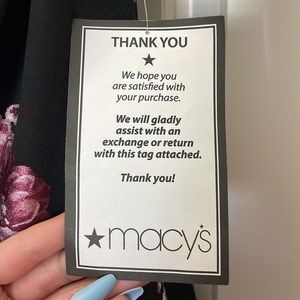 THANK YOU
We hope you
are satisfied with
your purchase.
We will gladly
assist with an
exchange or return
with this tag attached.
Thank you!
macy's